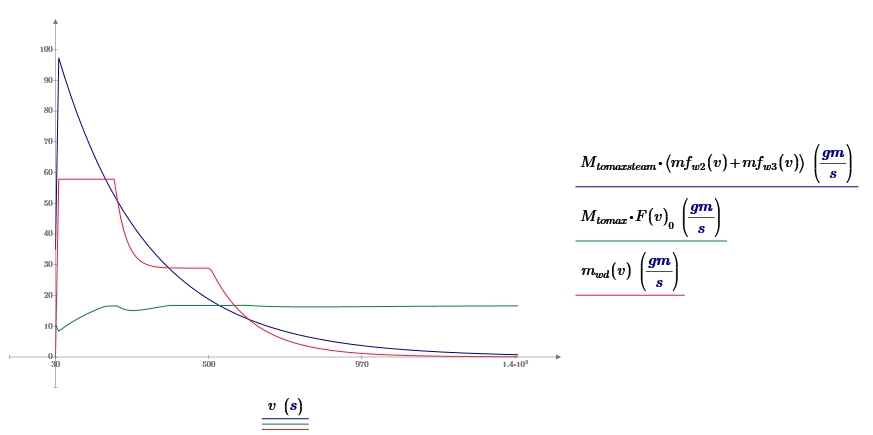 100
90
80
70
60
50
40
30
20
10
0
30 500 970 1.4·10³
v (s)
M_tomaxsteam · (mf_w2(v) + mf_w3(v)) (gm/s)
M_tomax · F(v)_0 (gm/s)
m_wd(v) (gm/s)